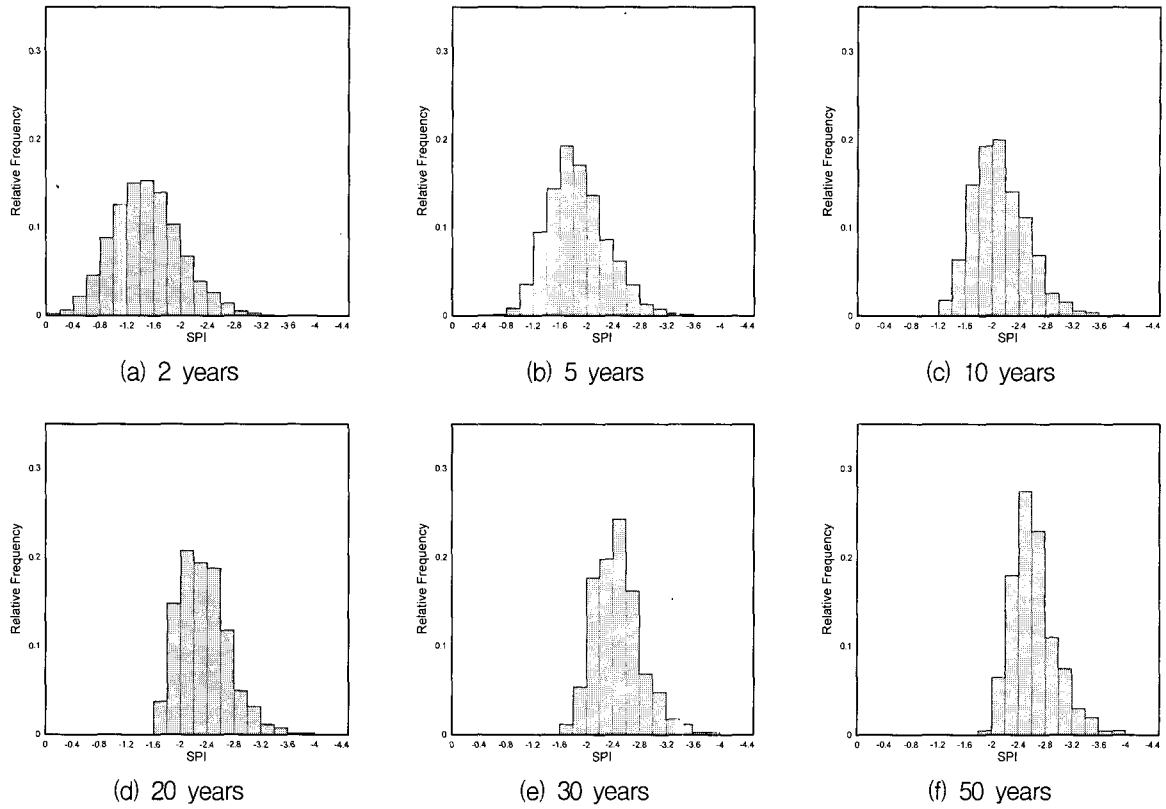 Relative Frequency
0.3
0.2
0.1
0
0 -0.4 -0.8 -1.2 -1.6 -2 -2.4 -2.8 -3.2 -3.6 -4 -4.4
SPI
(a) 2 years
Relative Frequency
0.3
0.2
0.1
0
0 -0.4 -0.8 -1.2 -1.6 -2 -2.4 -2.8 -3.2 -3.6 -4 -4.4
SPI
(b) 5 years
Relative Frequency
0.3
0.2
0.1
0
0 -0.4 -0.8 -1.2 -1.6 -2 -2.4 -2.8 -3.2 -3.6 -4 -4.4
SPI
(c) 10 years
Relative Frequency
0.3
0.2
0.1
0
0 -0.4 -0.8 -1.2 -1.6 -2 -2.4 -2.8 -3.2 -3.6 -4 -4.4
SPI
(d) 20 years
Relative Frequency
0.3
0.2
0.1
0
0 -0.4 -0.8 -1.2 -1.6 -2 -2.4 -2.8 -3.2 -3.6 -4 -4.4
SPI
(e) 30 years
Relative Frequency
0.3
0.2
0.1
0
0 -0.4 -0.8 -1.2 -1.6 -2 -2.4 -2.8 -3.2 -3.6 -4 -4.4
SPI
(f) 50 years